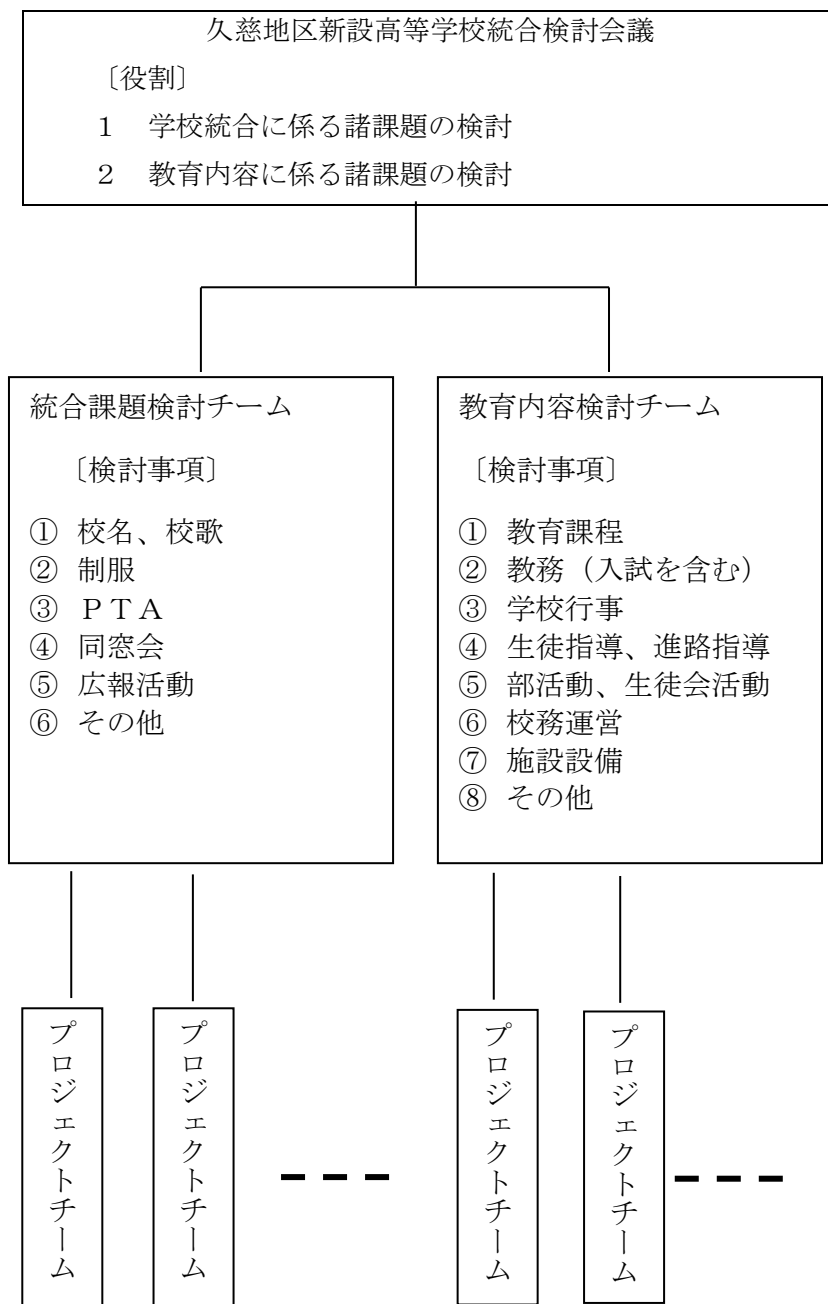 久慈地区新設高等学校統合検討会議
〔役割〕
１　学校統合に係る諸課題の検討
２　教育内容に係る諸課題の検討
統合課題検討チーム
〔検討事項〕
① 校名、校歌
② 制服
③ ＰＴＡ
④ 同窓会
⑤ 広報活動
⑥ その他
教育内容検討チーム
〔検討事項〕
① 教育課程
② 教務（入試を含む）
③ 学校行事
④ 生徒指導、進路指導
⑤ 部活動、生徒会活動
⑥ 校務運営
⑦ 施設設備
⑧ その他
プロジェクトチーム
プロジェクトチーム
プロジェクトチーム
プロジェクトチーム